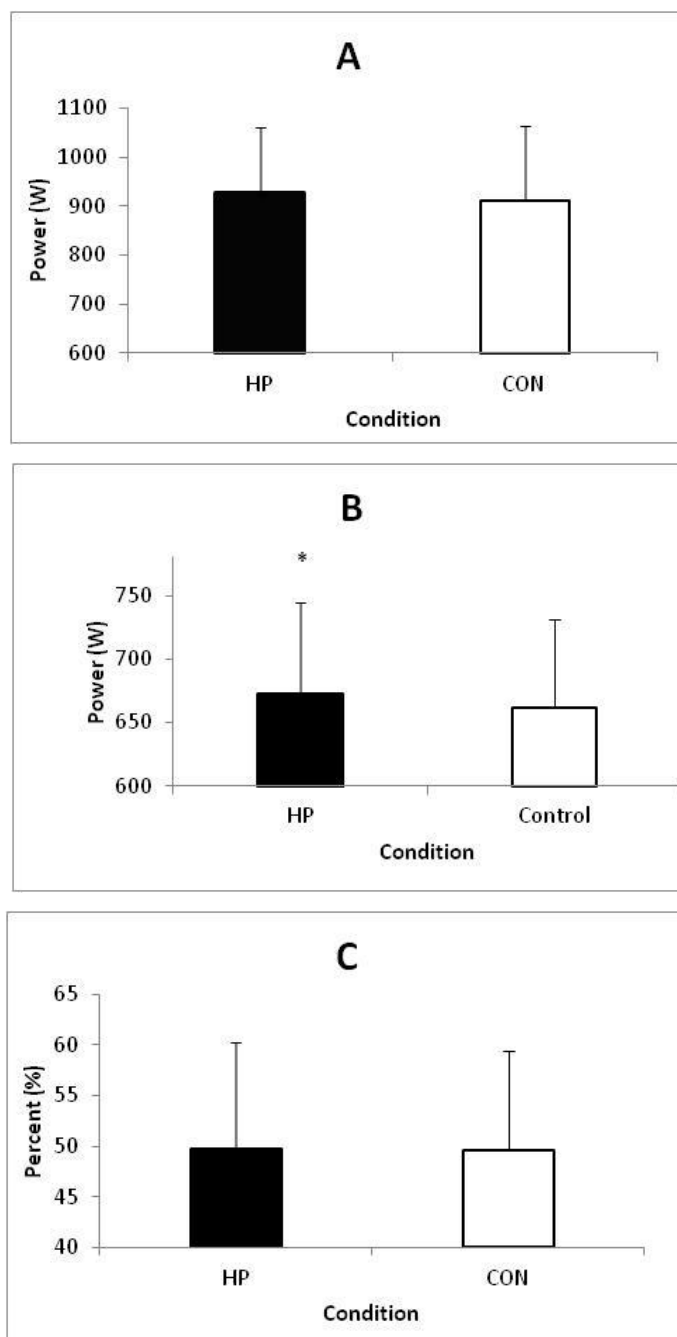 A
1100
1000
900
800
700
600
Power (W)
HP CON
Condition
B
*
750
700
650
600
Power (W)
HP Control
Condition
C
65
60
55
50
45
40
Percent (%)
HP CON
Condition